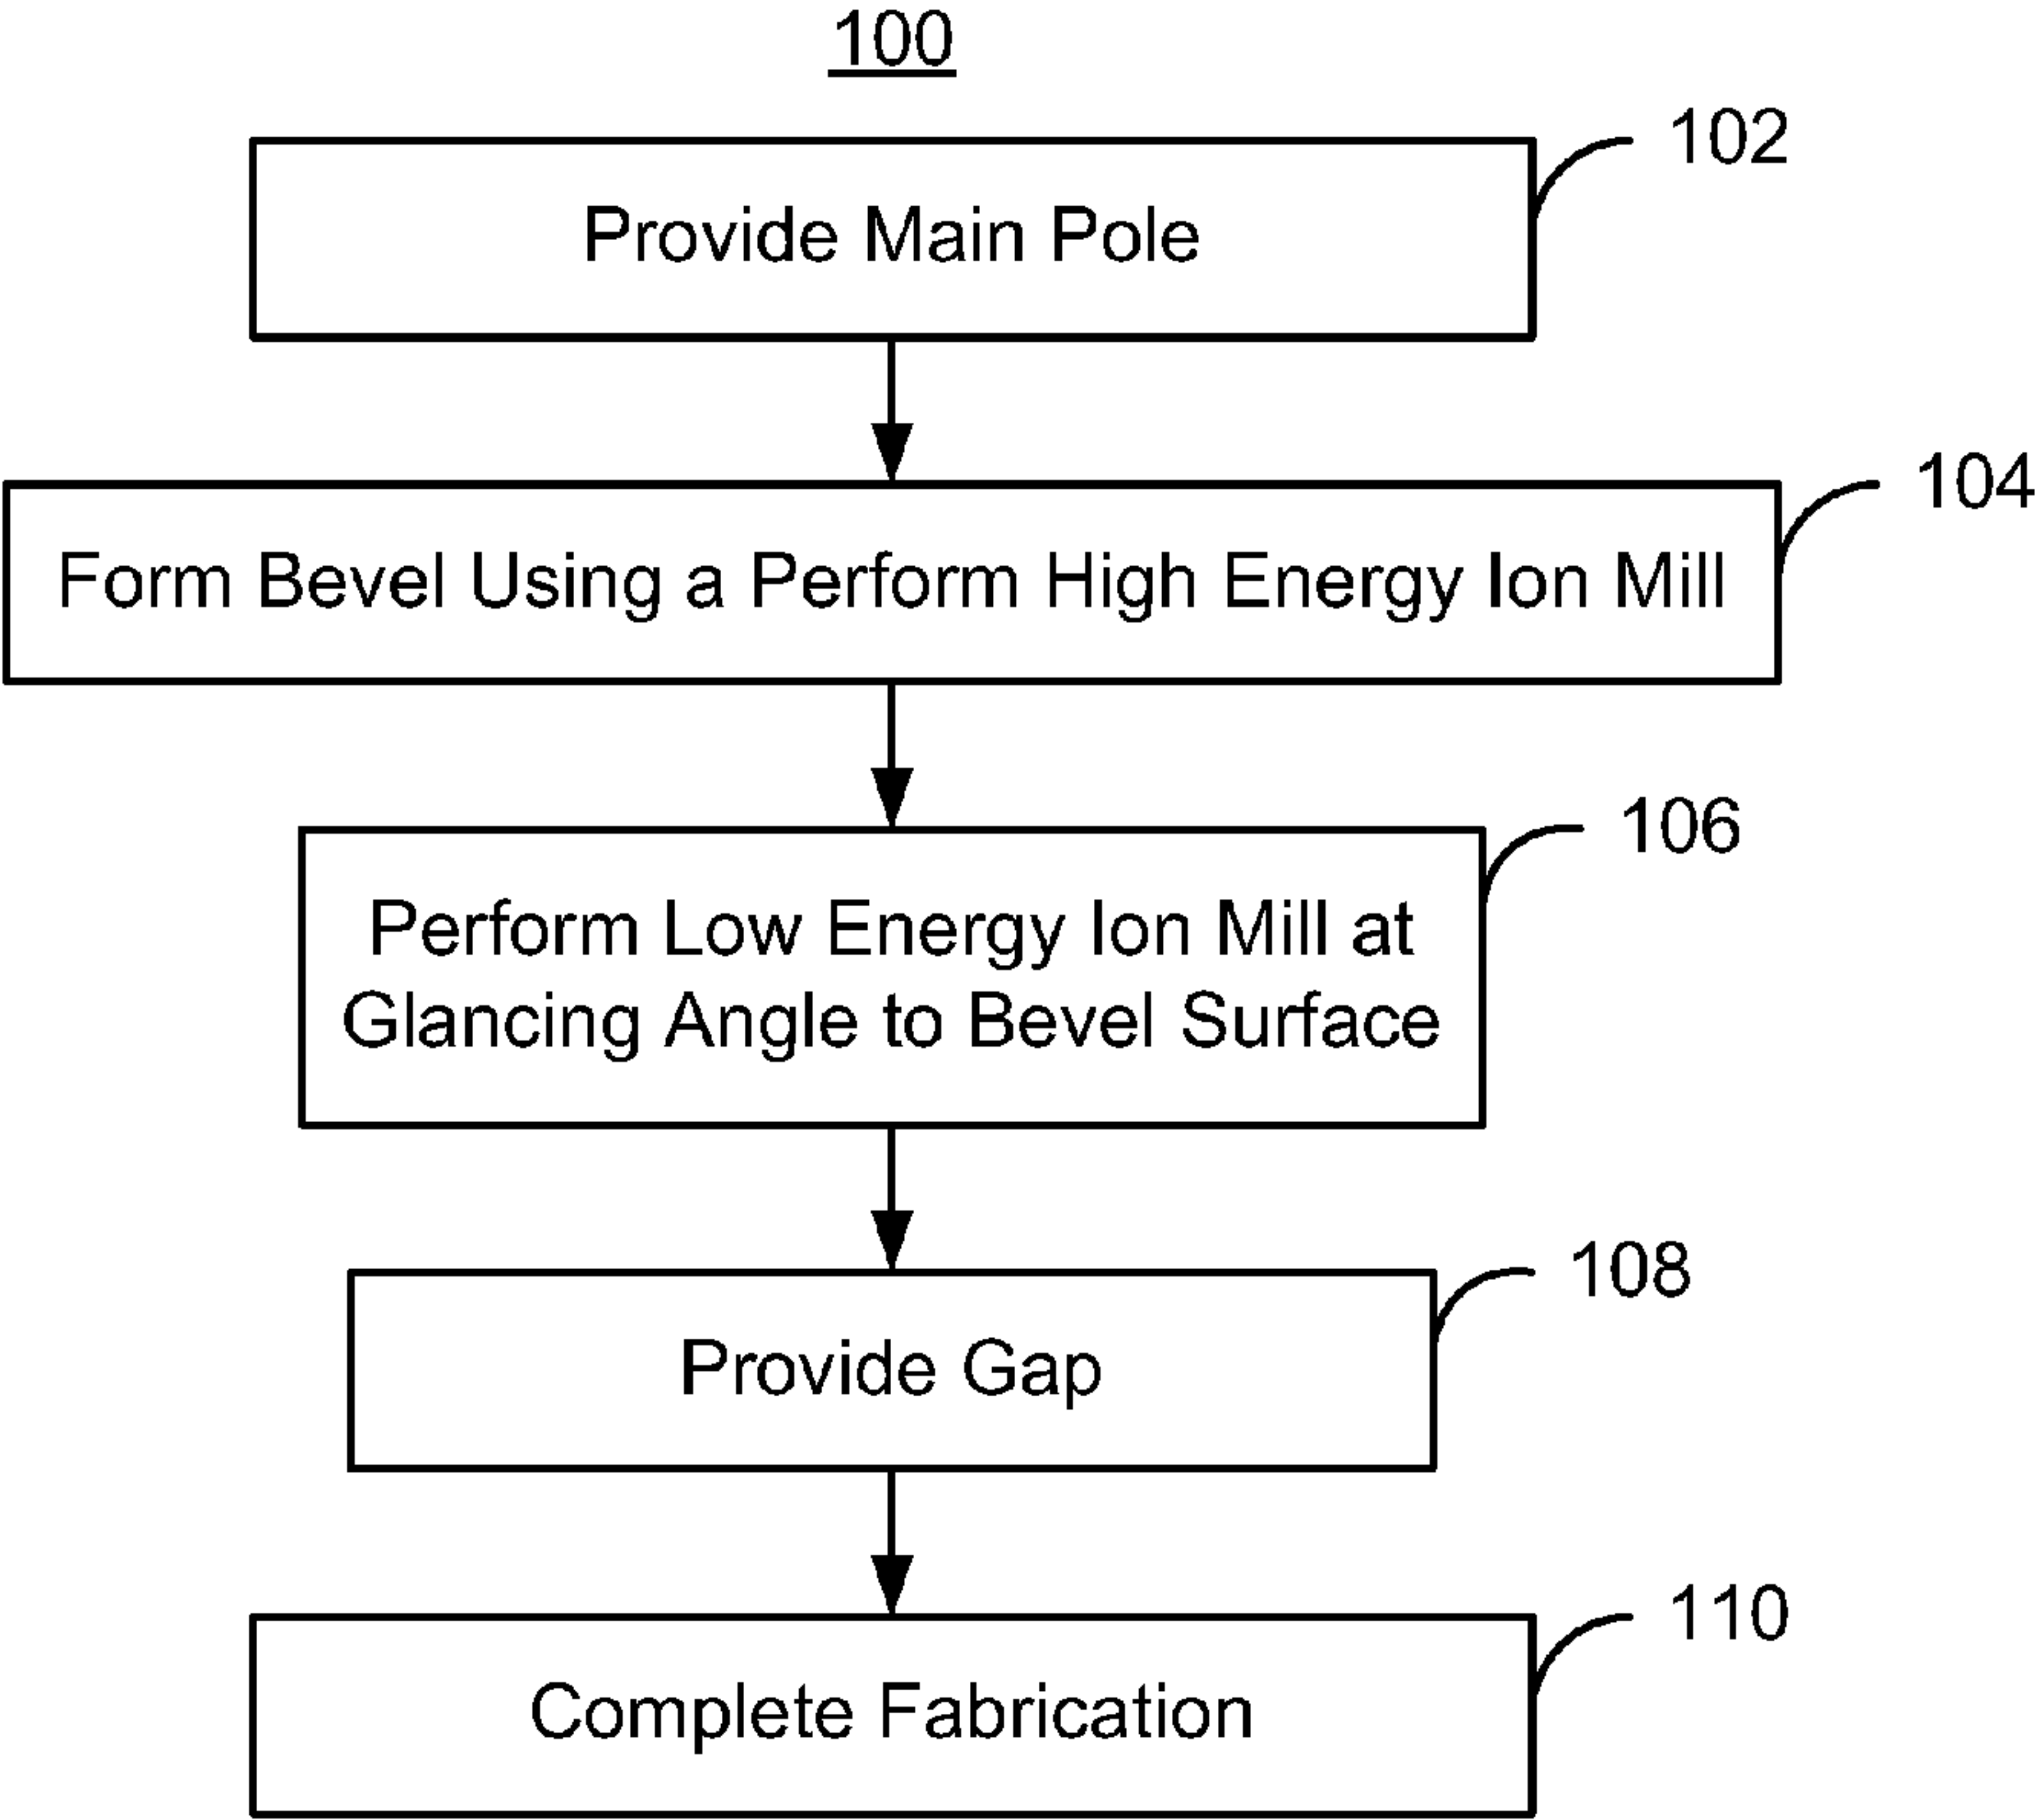 100
102
Provide Main Pole
104
Form Bevel Using a Perform High Energy Ion Mill
106
Perform Low Energy Ion Mill at
Glancing Angle to Bevel Surface
108
Provide Gap
110
Complete Fabrication